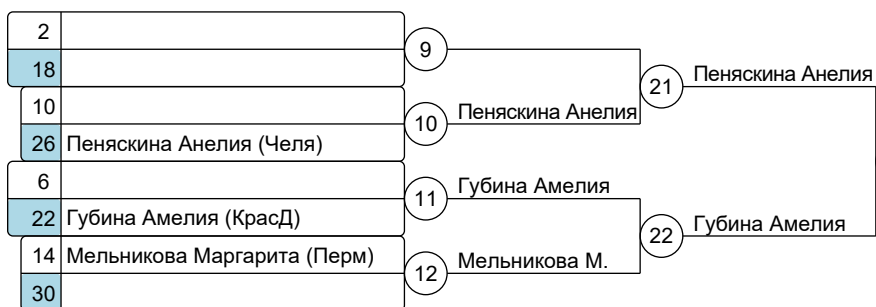 2
9
18
21 Пеняскина Анелия
10
10 Пеняскина Анелия
26 Пеняскина Анелия (Челя)
6
11 Губина Амелия
22 Губина Амелия (КрасД)
22 Губина Амелия
14 Мельникова Маргарита (Перм)
12 Мельникова М.
30